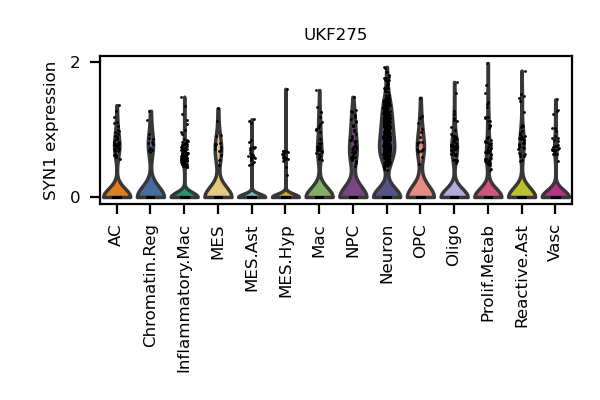 UKF275
SYN1 expression
2
0
AC
Chromatin.Reg
Inflammatory.Mac
MES
MES.Ast
MES.Hyp
Mac
NPC
Neuron
OPC
Oligo
Prolif.Metab
Reactive.Ast
Vasc